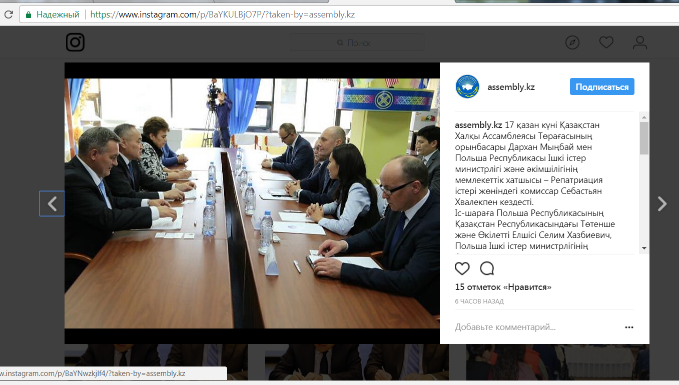 Надежный | https://www.instagram.com/p/BaYKULBjO7P/?taken-by=assembly.kz
Поиск
assembly.kz
Подписаться
assembly.kz 17 қазан күні Қазақстан
Халқы Ассамблеясы Терағасының
орынбасары Дархан Мыңбай мен
Польша Республикасы Ішкі істер
министрлігі және әкімшілігінің
мемлекеттік хатшысы – Репатриация
істері жөніндегі комиссар Себастьян
Хвалекпен кездесті.
Іс-шараға Польша Республикасының
Қазақстан Республикасындағы Төтенше
және Өкілетті Елшісі Селим Хазбиевич,
Польша Ішкі істер министрлігінің
15 отметок «Нравится»
6 ЧАСОВ НАЗАД
Добавьте комментарий...
w.instagram.com/p/BaYNwzkjlf4/?taken-by=assembly.kz